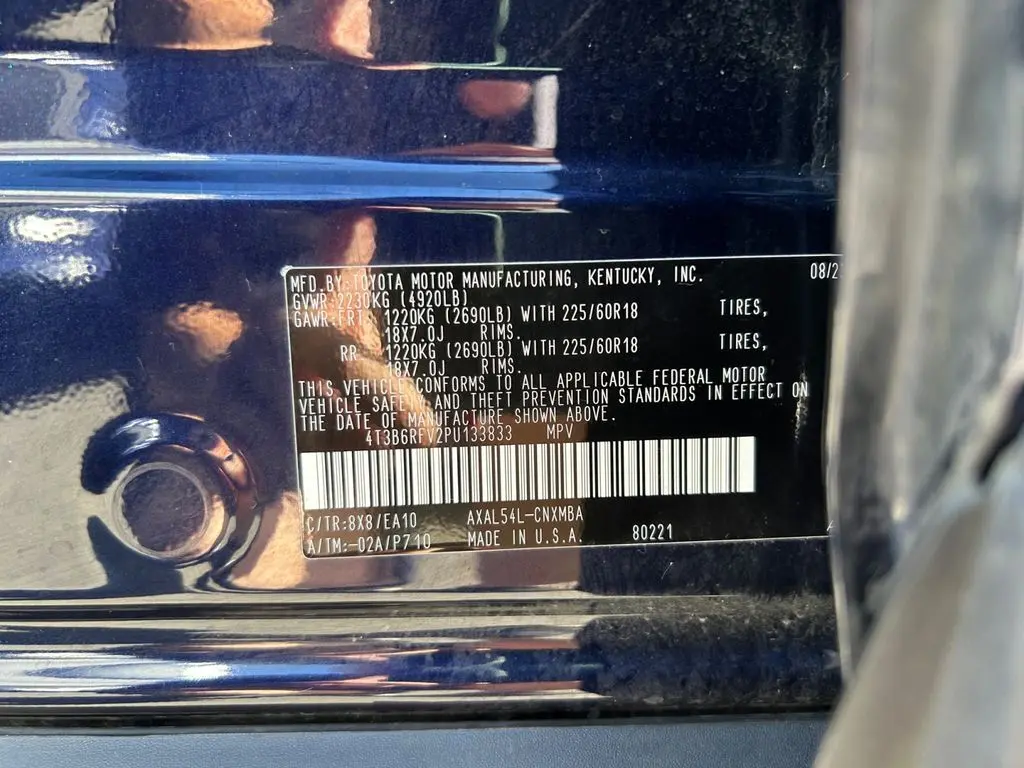 MFD.BY:TOYOTA MOTOR MANUFACTURING, KENTUCKY, INC. 08/2
GVWR:2230KG (4920LB)
GAWR:FRT: 1220KG (2690LB) WITH 225/60R18 TIRES,
18X7.0J RIMS.
RR: 1220KG (2690LB) WITH 225/60R18 TIRES,
18X7.0J RIMS.
THIS VEHICLE CONFORMS TO ALL APPLICABLE FEDERAL MOTOR
VEHICLE SAFETY AND THEFT PREVENTION STANDARDS IN EFFECT ON
THE DATE OF MANUFACTURE SHOWN ABOVE.
4T3B6RFV2PU133833 MPV
C/TR:8X8/EA10 AXAL54L-CNXMBA
A/TM:-02A/P710 MADE IN U.S.A. 80221